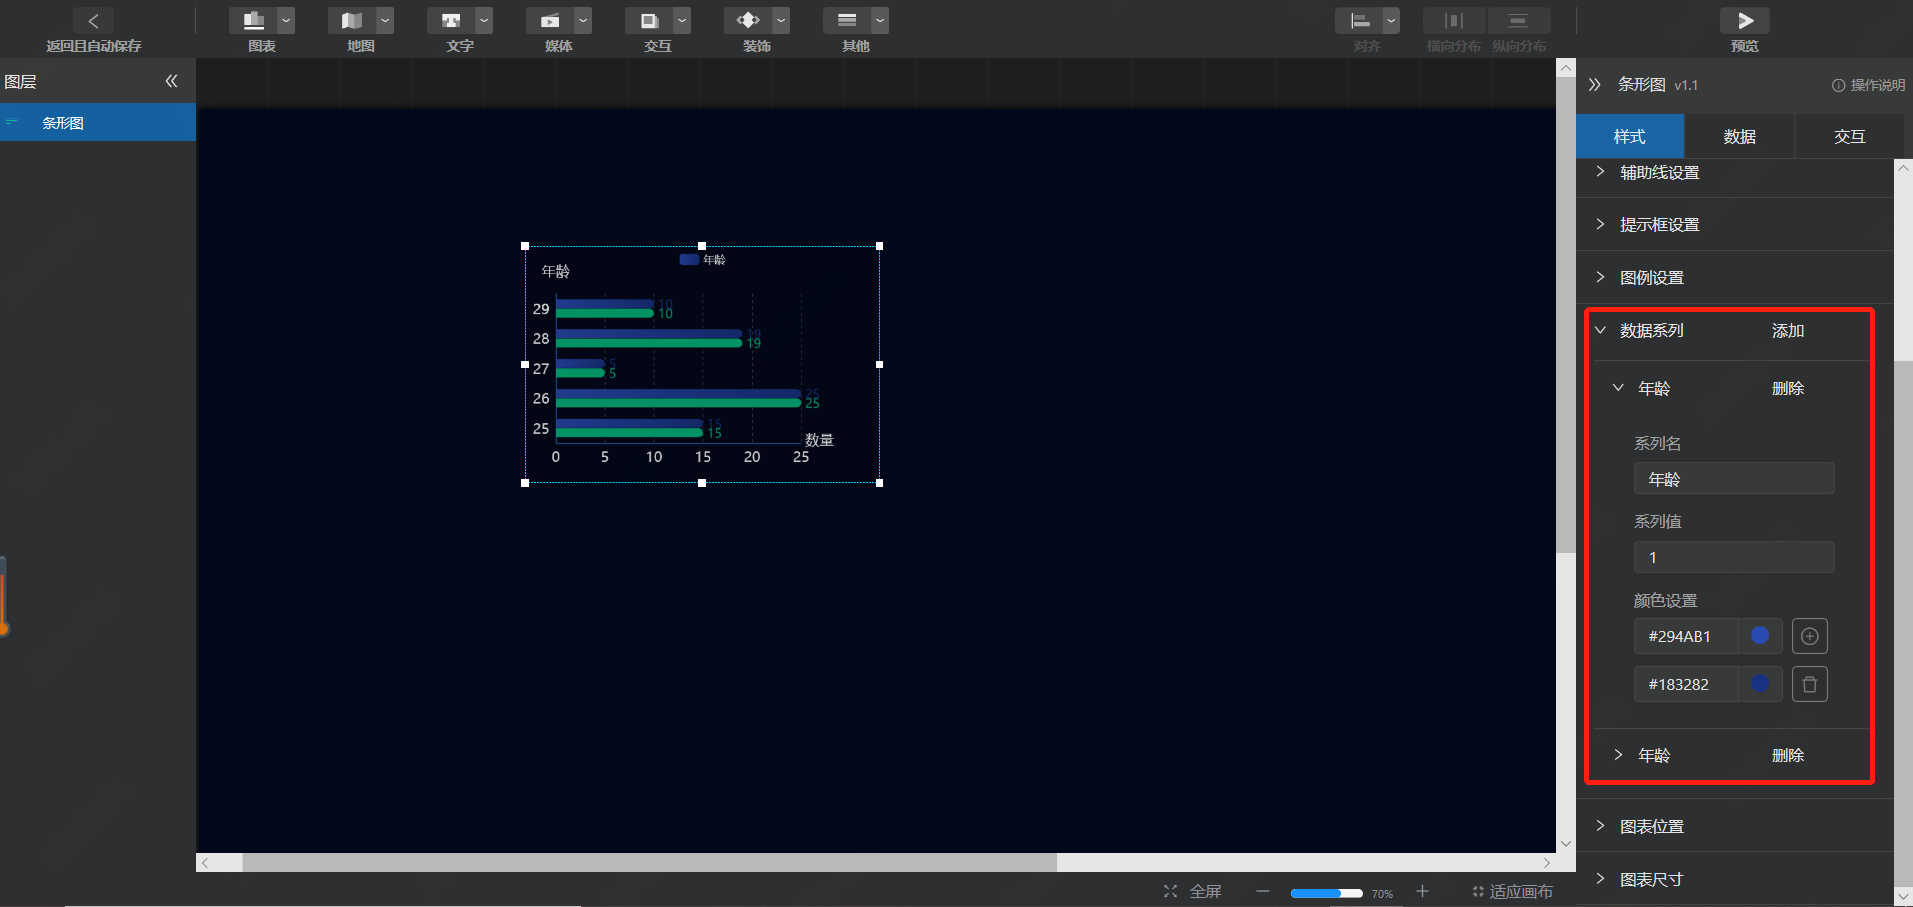 返回且自动保存
图表
地图
文字
媒体
交互
装饰
其他
对齐
横向分布
纵向分布
预览
图层
条形图
年龄
年龄
29
10
10
28
19
19
27
5
5
26
25
25
25
15
15
数量
0 5 10 15 20 25
全屏
70%
适应画布
条形图 v1.1
操作说明
样式 数据 交互
辅助线设置
提示框设置
图例设置
数据系列 添加
年龄 删除
系列名
年龄
系列值
1
颜色设置
#294AB1
#183282
年龄 删除
图表位置
图表尺寸